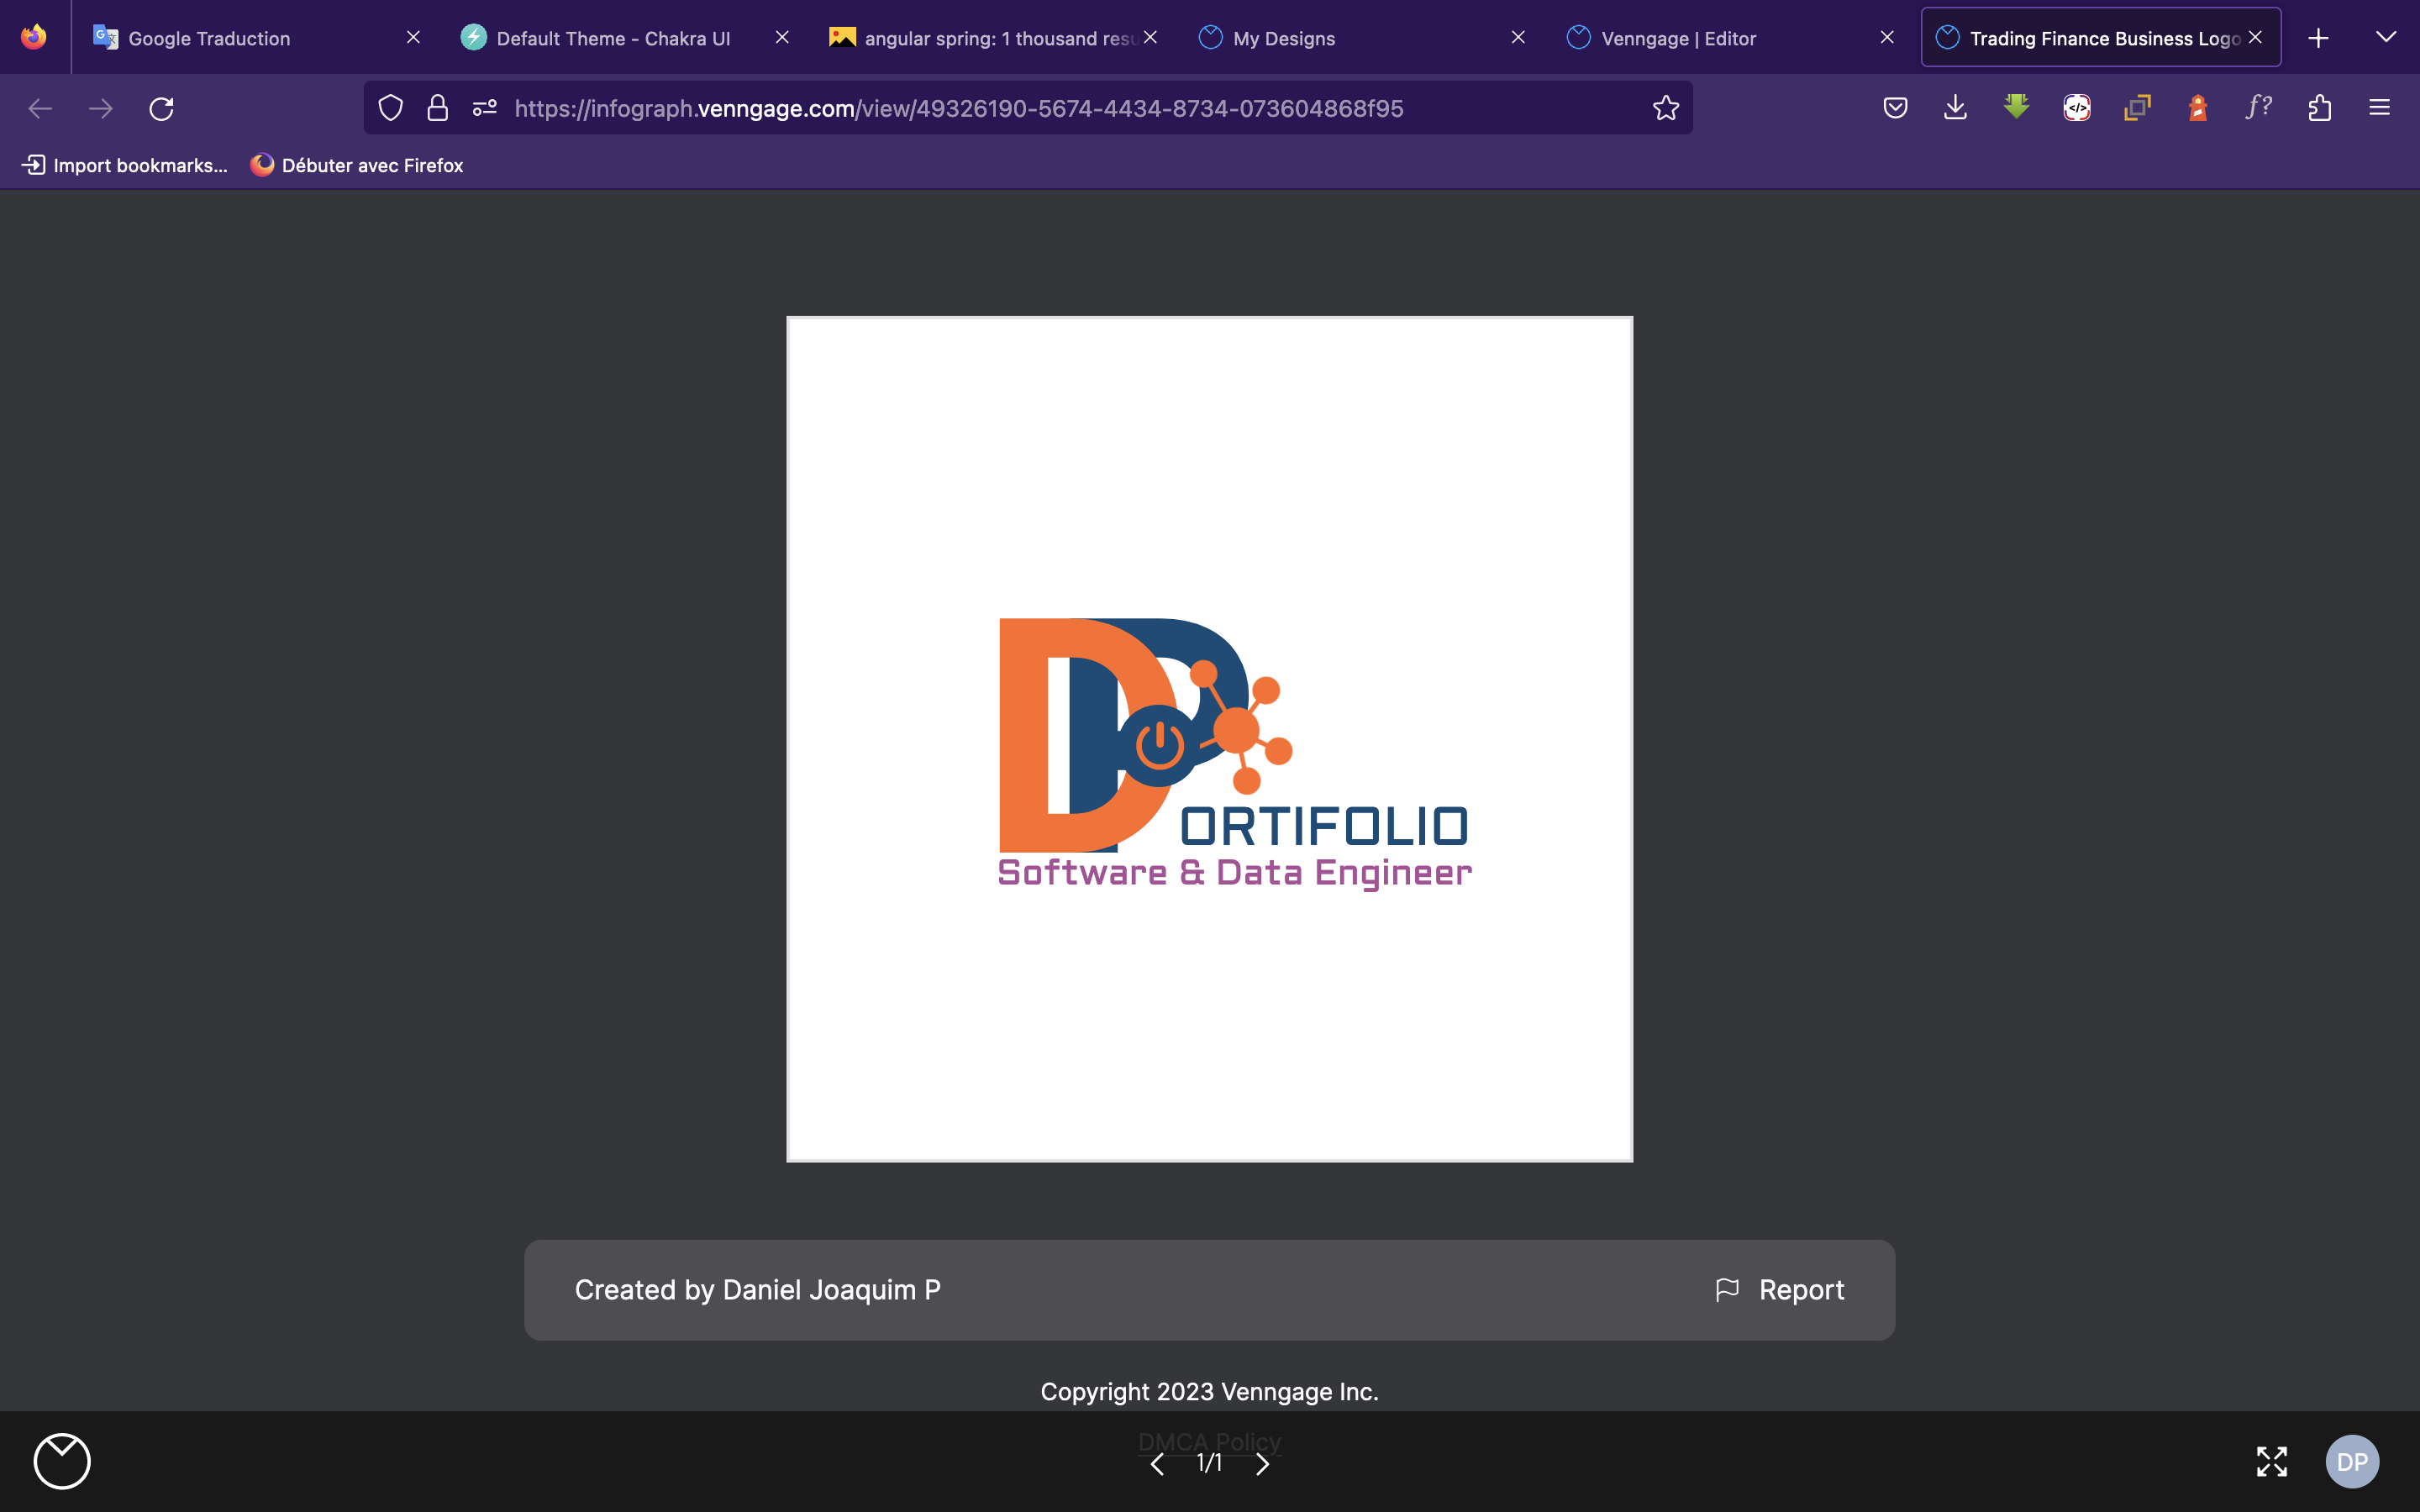 Google Traduction
Default Theme - Chakra UI
angular spring: 1 thousand resu
My Designs
Venngage | Editor
Trading Finance Business Logo
https://infograph.venngage.com/view/49326190-5674-4434-8734-073604868f95
f?
Import bookmarks...
Débuter avec Firefox
DP
ORTIFOLIO
Software & Data Engineer
Created by Daniel Joaquim P
Report
Copyright 2023 Venngage Inc.
DMCA Policy
1/1
DP